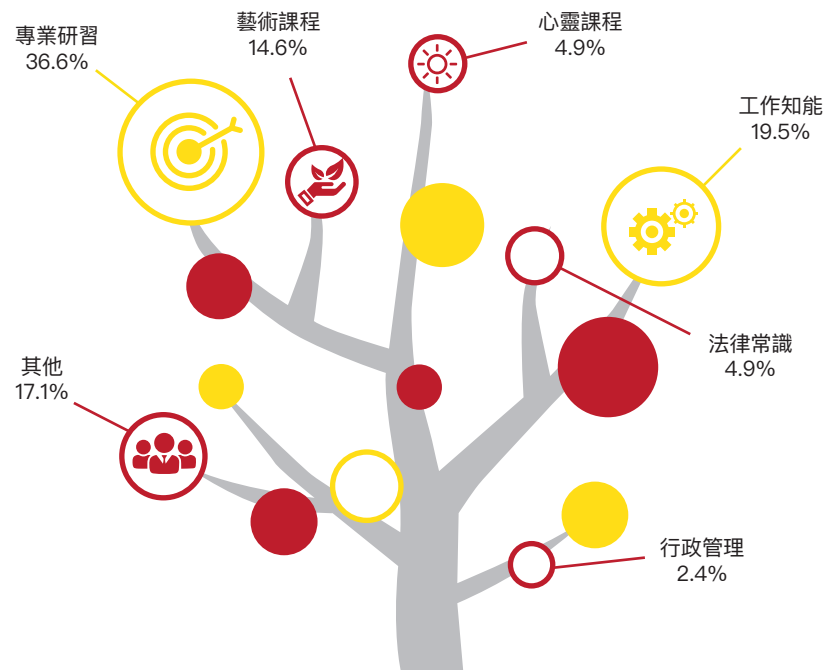 專業研習
36.6%
藝術課程
14.6%
心靈課程
4.9%
工作知能
19.5%
法律常識
4.9%
其他
17.1%
行政管理
2.4%